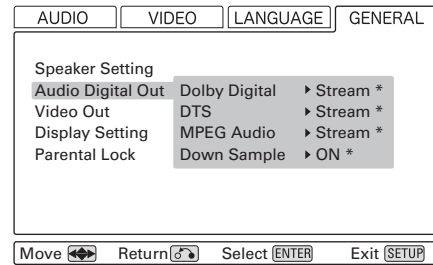 AUDIO VIDEO LANGUAGE GENERAL
Speaker Setting
Audio Digital Out Dolby Digital Stream *
Video Out DTS Stream *
Display Setting MPEG Audio Stream *
Parental Lock Down Sample ON *
Move Return Select ENTER Exit SETUP